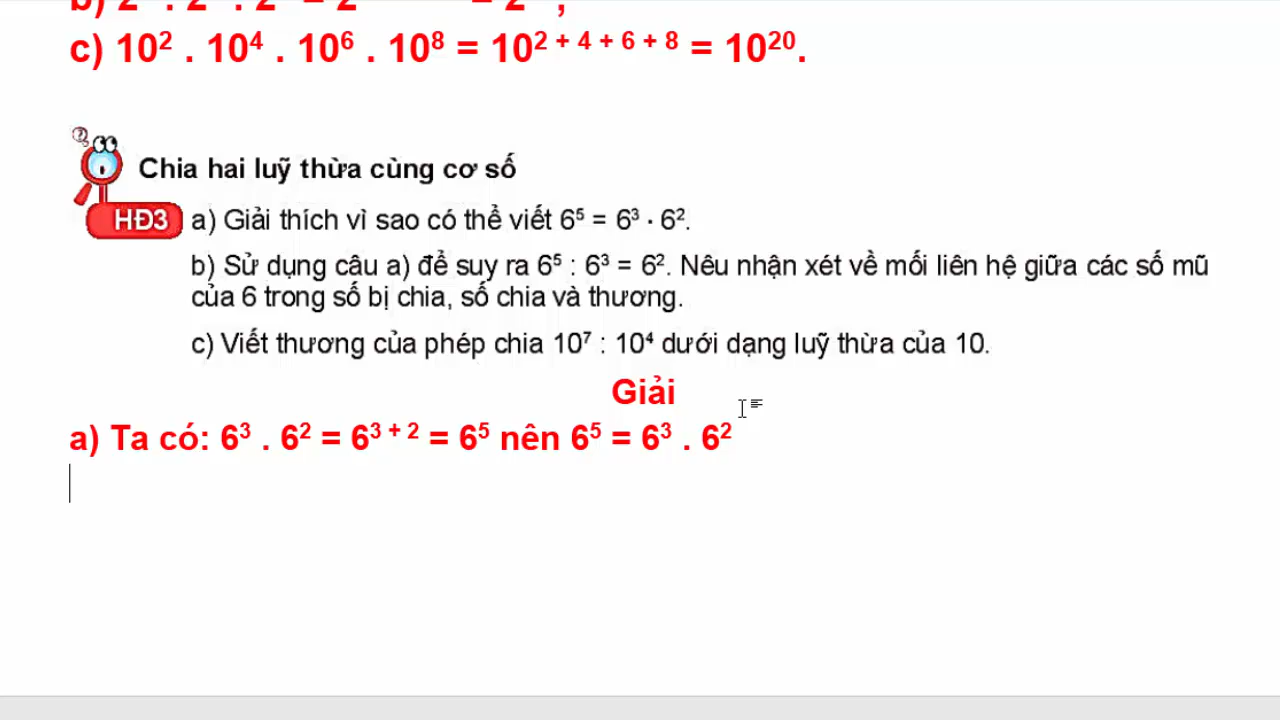 c) 10² . 10⁴ . 10⁶ . 10⁸ = 10²⁺⁴⁺⁶⁺⁸ = 10²⁰.
Chia hai luỹ thừa cùng cơ số
HĐ3 a) Giải thích vì sao có thể viết 6⁵ = 6³ · 6².
b) Sử dụng câu a) để suy ra 6⁵ : 6³ = 6². Nêu nhận xét về mối liên hệ giữa các số mũ
của 6 trong số bị chia, số chia và thương.
c) Viết thương của phép chia 10⁷ : 10⁴ dưới dạng luỹ thừa của 10.
Giải
a) Ta có: 6³ . 6² = 6³ ⁺ ² = 6⁵ nên 6⁵ = 6³ . 6²